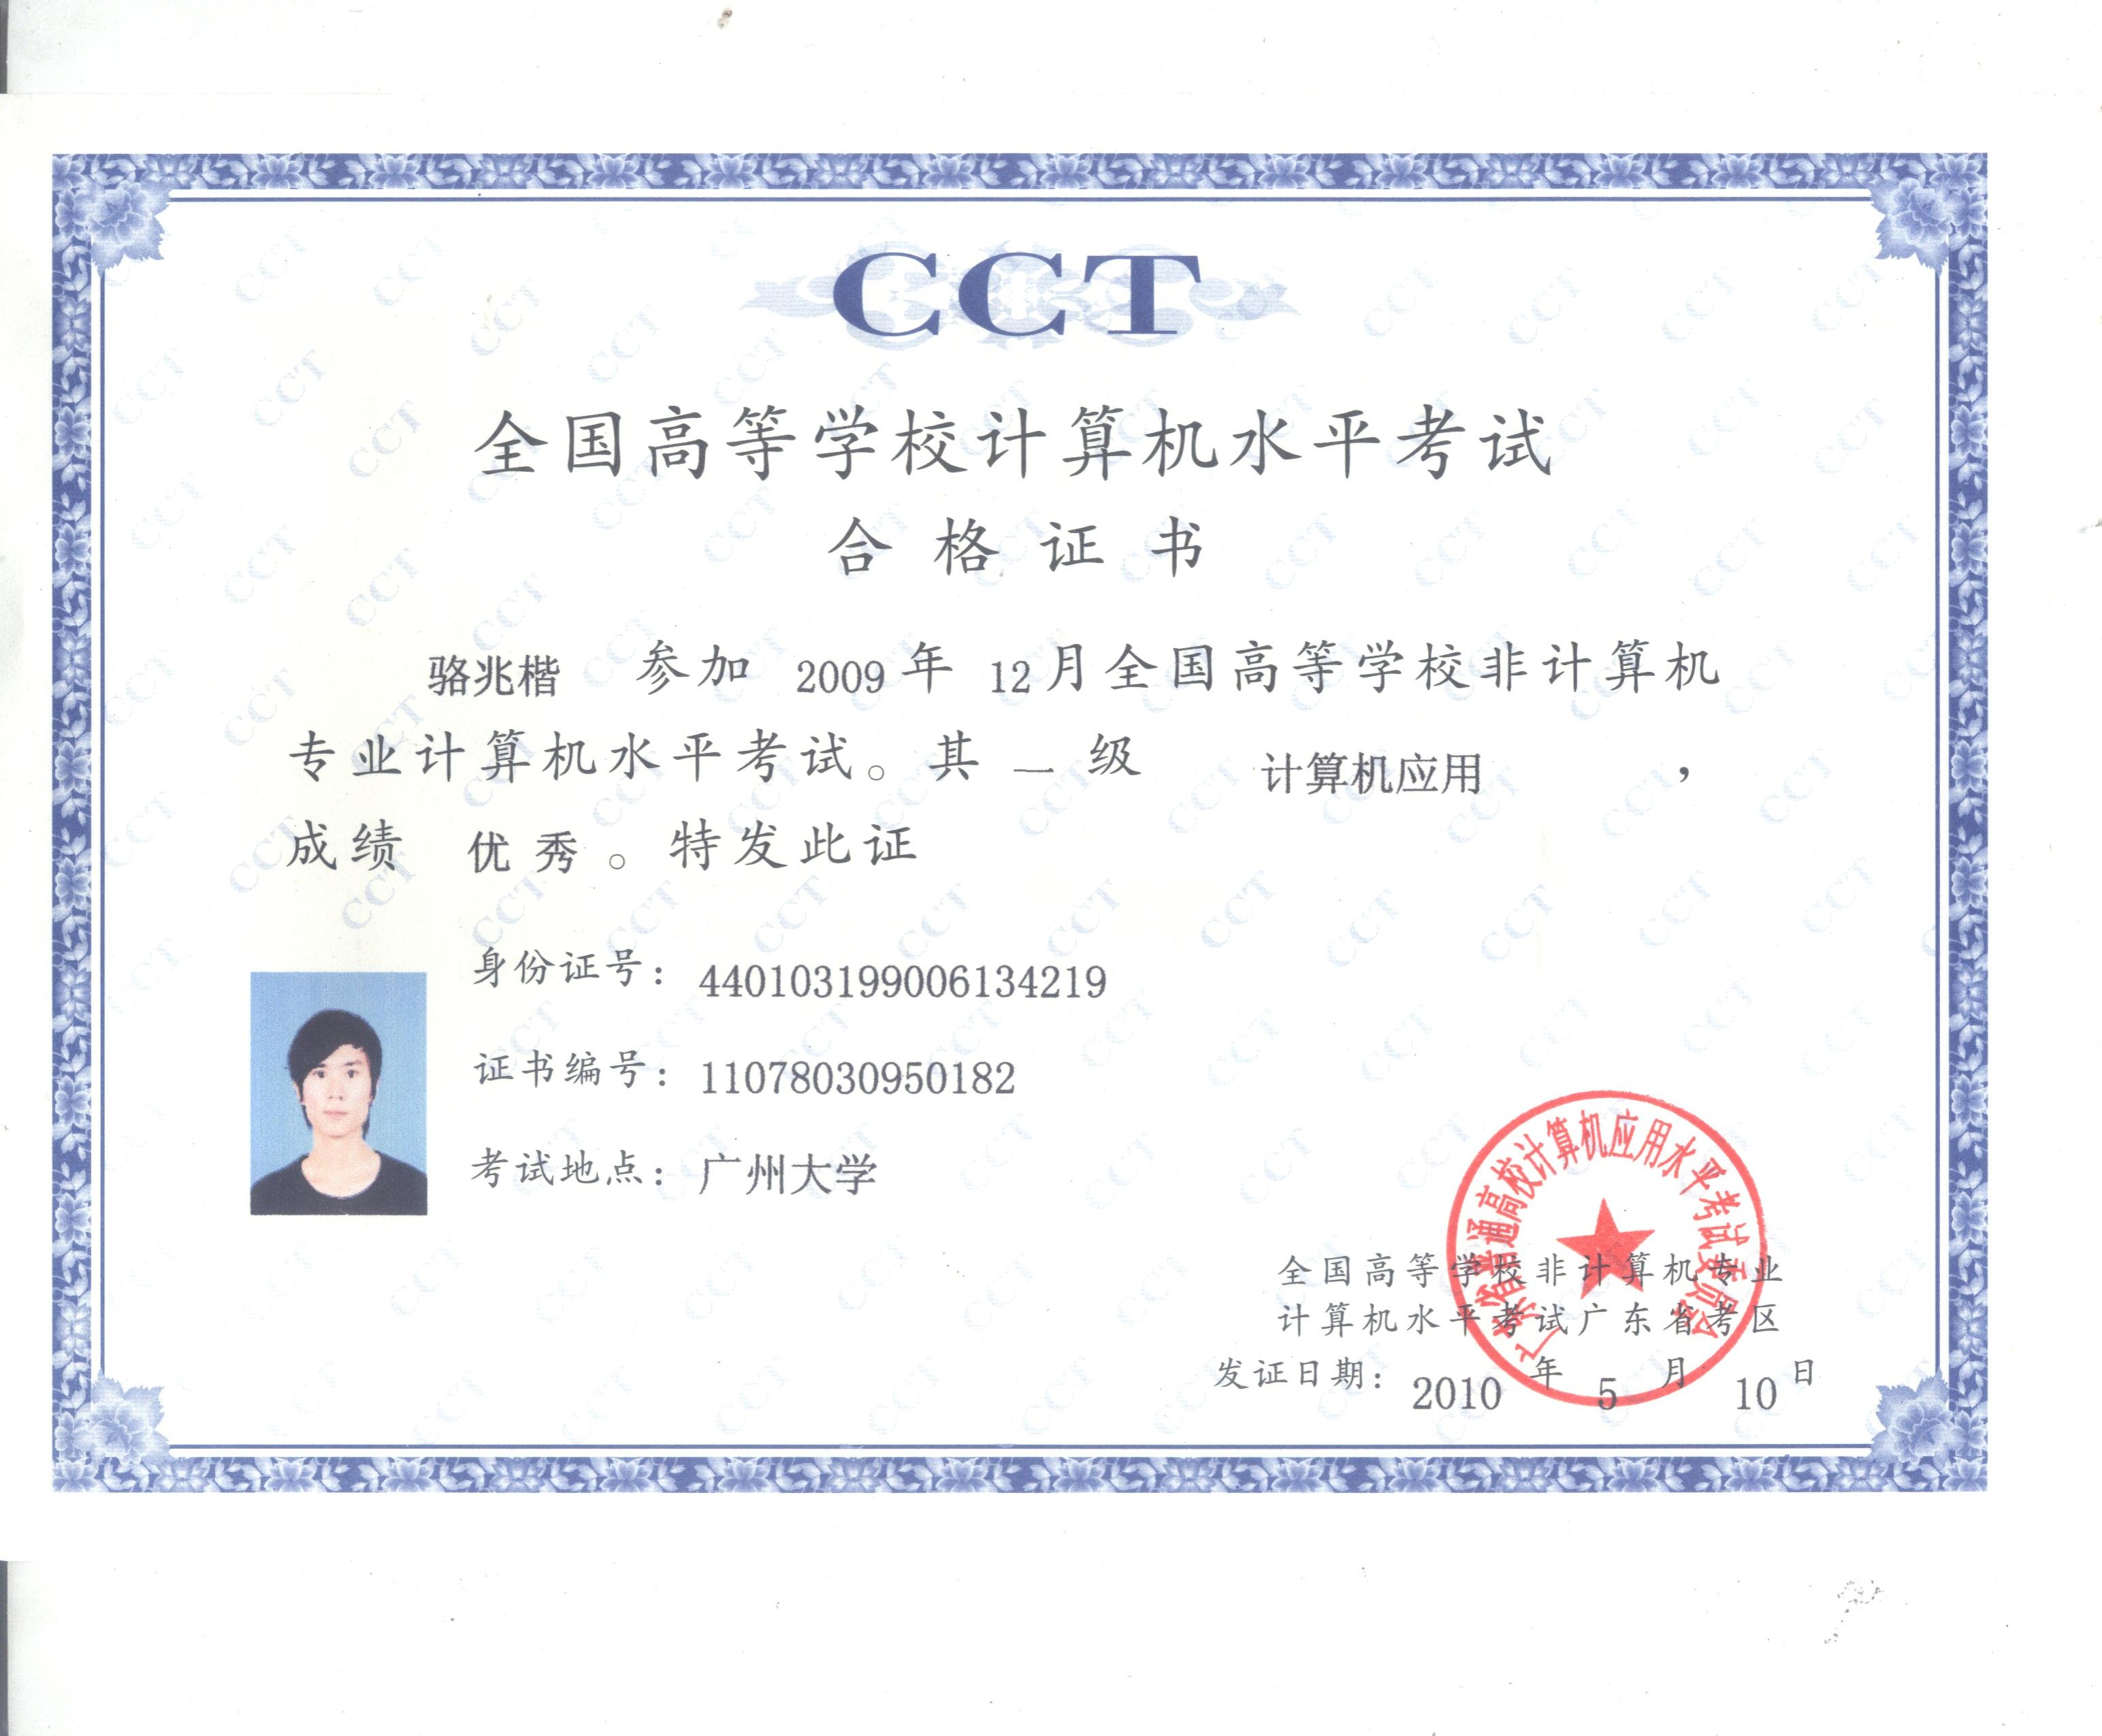 CCT
全国高等学校计算机水平考试
合格证书
骆兆楷 参加 2009 年 12 月全国高等学校非计算机
专业计算机水平考试。其 一 级 计算机应用 ，
成绩 优秀 。特发此证
身份证号：440103199006134219
证书编号：11078030950182
考试地点：广州大学
广东省普通高校计算机应用水平考试委员会
全国高等学校非计算机专业
计算机水平考试广东省考区
发证日期：2010 年 5 月 10 日